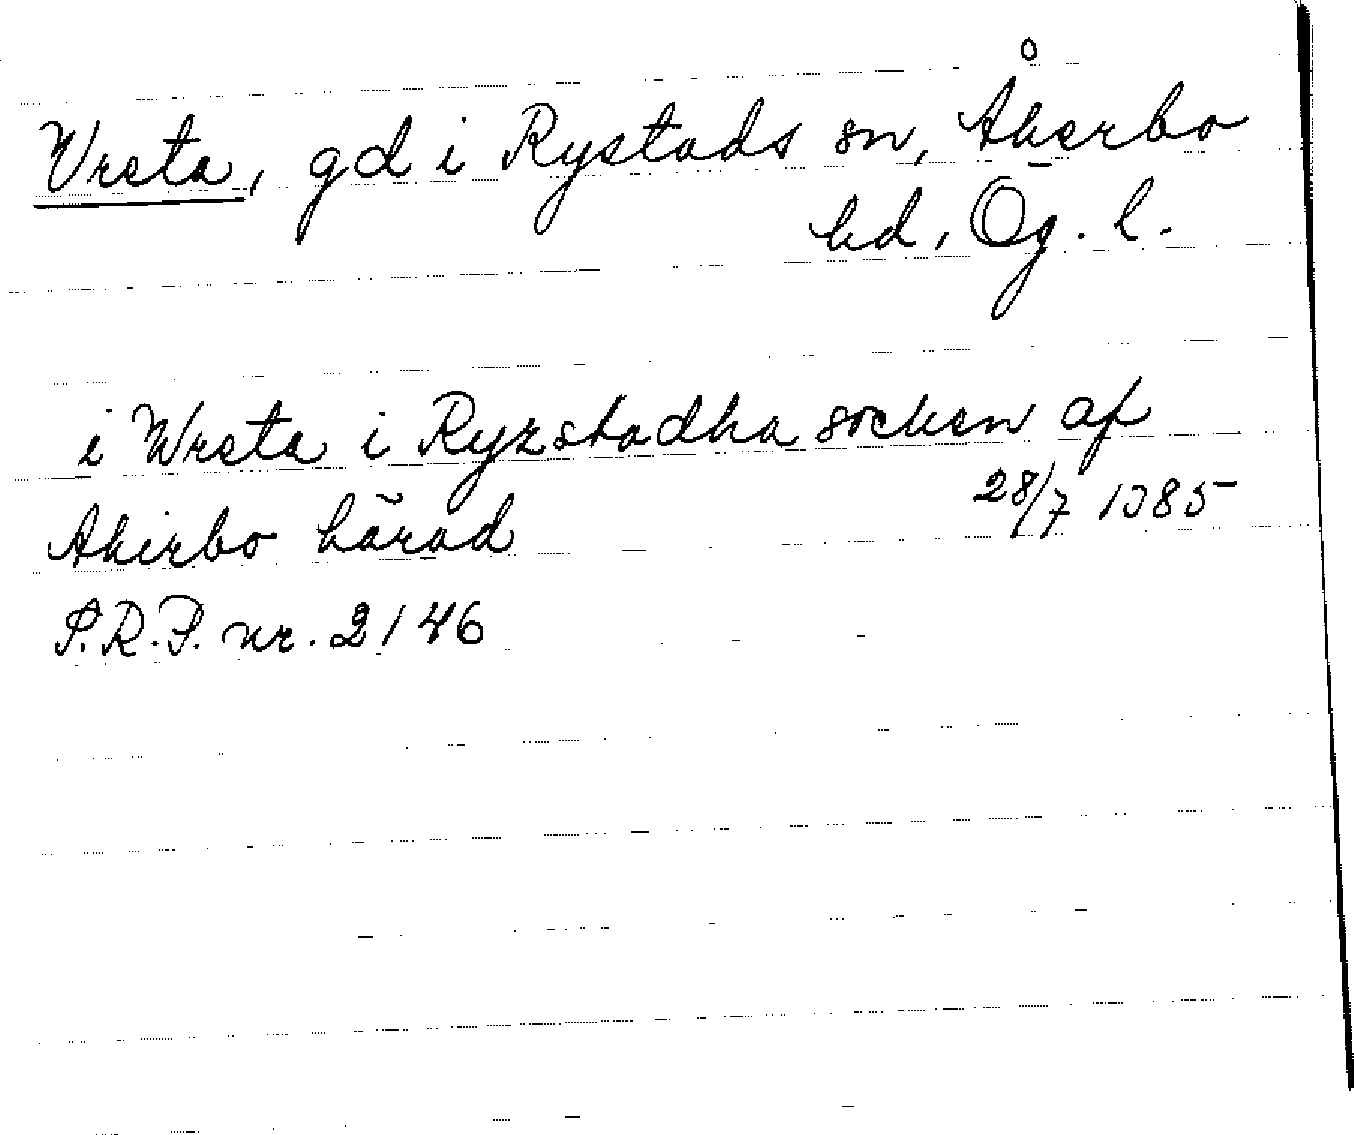 Vreta, gd i Rystads sn, Åkerbo
hd, Ög. l.
i Wreta i Ryzstadha socken af
Akirbo härad 28/7 1385
S.R.P. nr. 2146